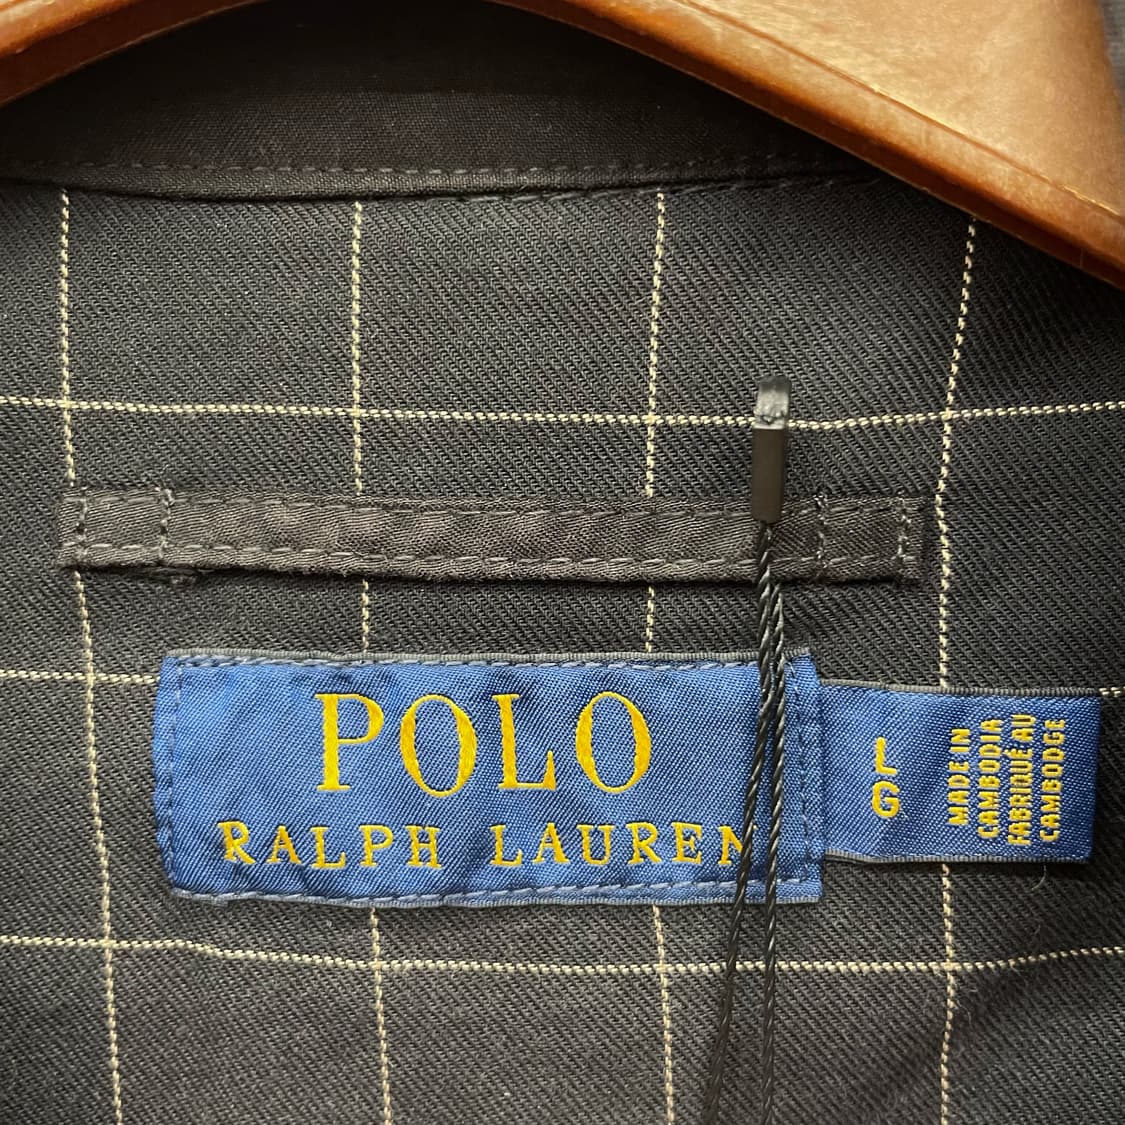 POLO
RALPH LAUREN
L
G
MADE IN
CAMBODIA
FABRIQUÉ AU
CAMBODGE